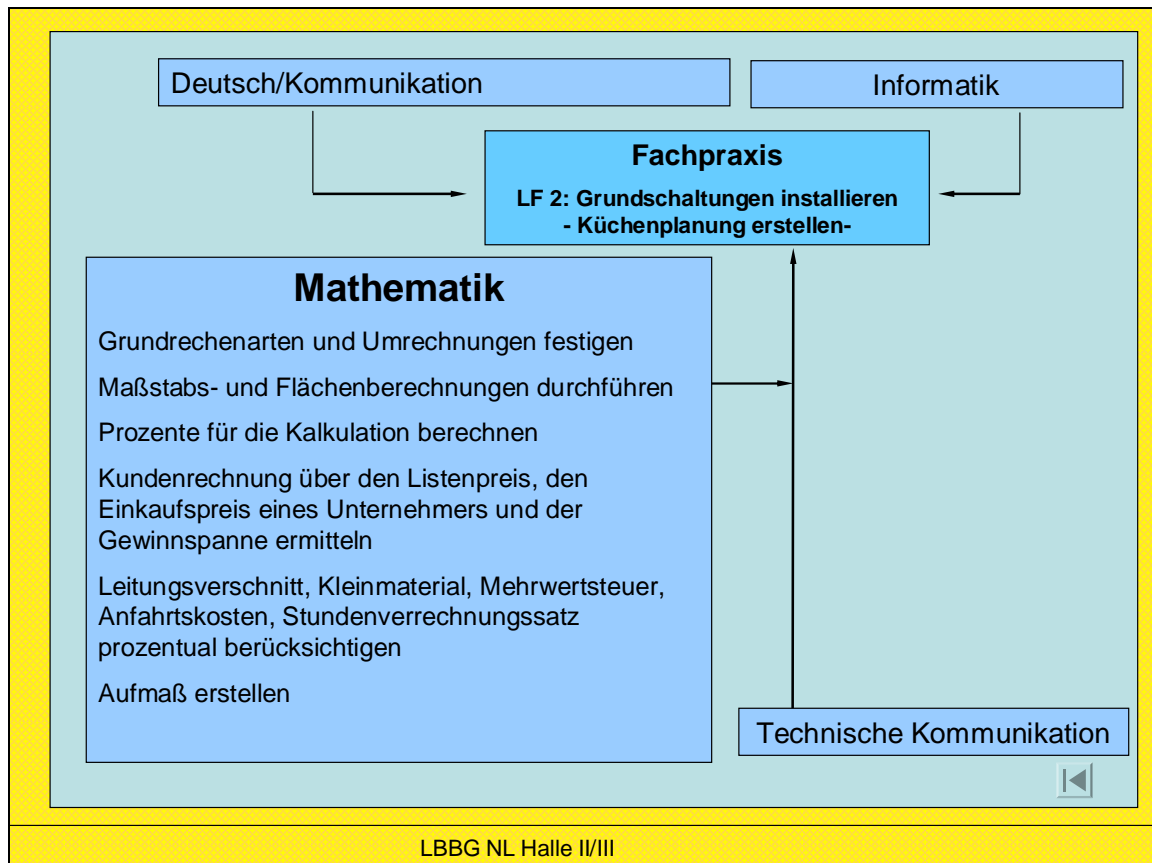 Deutsch/Kommunikation
Informatik
Fachpraxis
LF 2: Grundschaltungen installieren
- Küchenplanung erstellen-
Mathematik
Grundrechenarten und Umrechnungen festigen
Maßstabs- und Flächenberechnungen durchführen
Prozente für die Kalkulation berechnen
Kundenrechnung über den Listenpreis, den
Einkaufspreis eines Unternehmers und der
Gewinnspanne ermitteln
Leitungsverschnitt, Kleinmaterial, Mehrwertsteuer,
Anfahrtskosten, Stundenverrechnungssatz
prozentual berücksichtigen
Aufmaß erstellen
Technische Kommunikation
LBBG NL Halle II/III